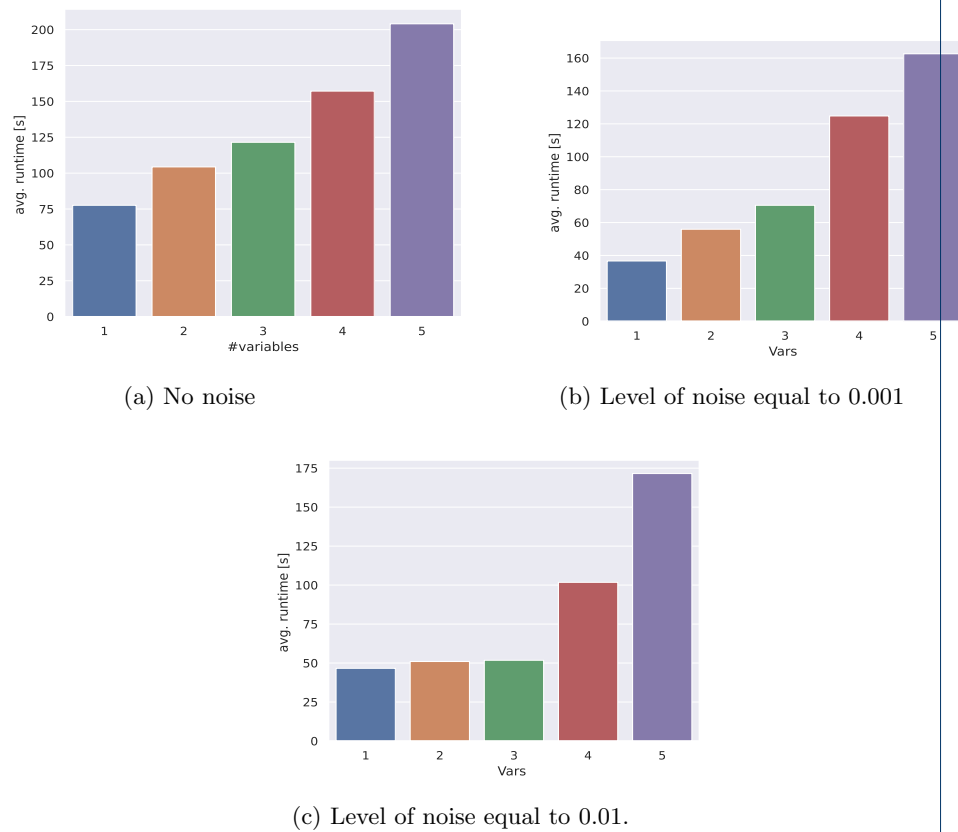 200
175
150
125
100
75
50
25
0
avg. runtime [s]
1 2 3 4 5
#variables
(a) No noise
160
140
120
100
80
60
40
20
0
avg. runtime [s]
1 2 3 4 5
Vars
(b) Level of noise equal to 0.001
175
150
125
100
75
50
25
0
avg. runtime [s]
1 2 3 4 5
Vars
(c) Level of noise equal to 0.01.